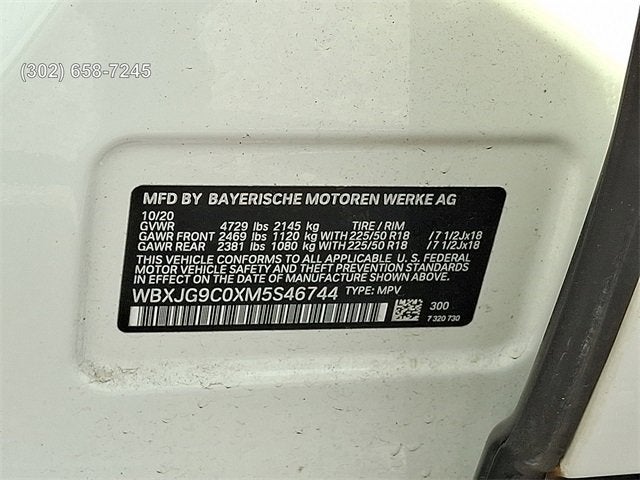 (302) 658-7245
MFD BY BAYERISCHE MOTOREN WERKE AG
10/20
GVWR 4729 lbs 2145 kg TIRE / RIM
GAWR FRONT 2469 lbs 1120 kg WITH 225/50 R18 /7 1/2Jx18
GAWR REAR 2381 lbs 1080 kg WITH 225/50 R18 /7 1/2Jx18
THIS VEHICLE CONFORMS TO ALL APPLICABLE U. S. FEDERAL
MOTOR VEHICLE SAFETY AND THEFT PREVENTION STANDARDS
IN EFFECT ON THE DATE OF MANUFACTURE SHOWN ABOVE.
WBXJG9C0XM5S46744 TYPE: MPV
300
7 320 730